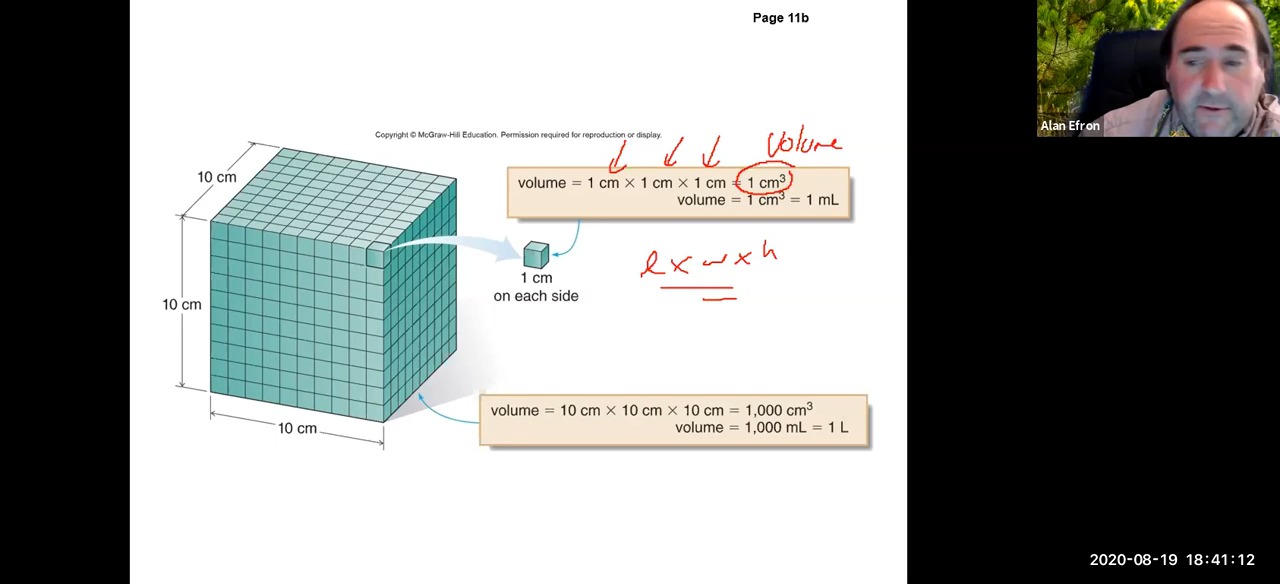 Page 11b
Alan Efron
Copyright © McGraw-Hill Education. Permission required for reproduction or display.
volume
10 cm
volume = 1 cm × 1 cm × 1 cm = 1 cm³
volume = 1 cm³ = 1 mL
l x w x h
1 cm
on each side
10 cm
volume = 10 cm × 10 cm × 10 cm = 1,000 cm³
volume = 1,000 mL = 1 L
10 cm
2020-08-19 18:41:12